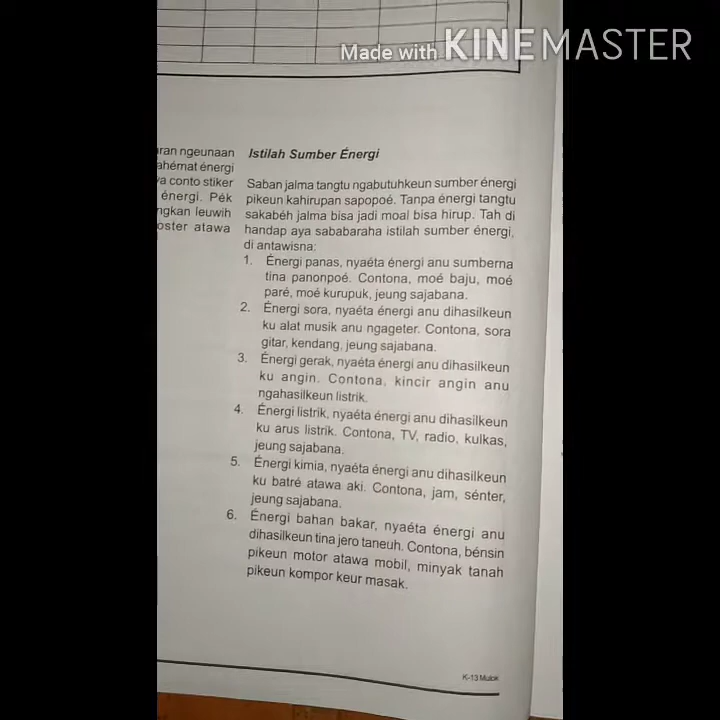 Made with KINEMASTER
ngeunaan
énergi
conto stiker
énergi. Pék
leuwih
atawa
Istilah Sumber Énergi
Saban jalma tangtu ngabutuhkeun sumber énergi
pikeun kahirupan sapopoé. Tanpa énergi tangtu
sakabéh jalma bisa jadi moal bisa hirup. Tah di
handap aya sababaraha istilah sumber énergi,
di antawisna:
1. Énergi panas, nyaéta énergi anu sumberna
tina panonpoé. Contona, moé baju, moé
paré, moé kurupuk, jeung sajabana.
2. Énergi sora, nyaéta énergi anu dihasilkeun
ku alat musik anu ngageter. Contona, sora
gitar, kendang, jeung sajabana.
3. Énergi gerak, nyaéta énergi anu dihasilkeun
ku angin. Contona, kincir angin anu
ngahasilkeun listrik.
4. Énergi listrik, nyaéta énergi anu dihasilkeun
ku arus listrik. Contona, TV, radio, kulkas,
jeung sajabana.
5. Énergi kimia, nyaéta énergi anu dihasilkeun
ku batré atawa aki. Contona, jam, sénter,
jeung sajabana.
6. Énergi bahan bakar, nyaéta énergi anu
dihasilkeun tina jero taneuh. Contona, bénsin
pikeun motor atawa mobil, minyak tanah
pikeun kompor keur masak.
K-13 Mulok